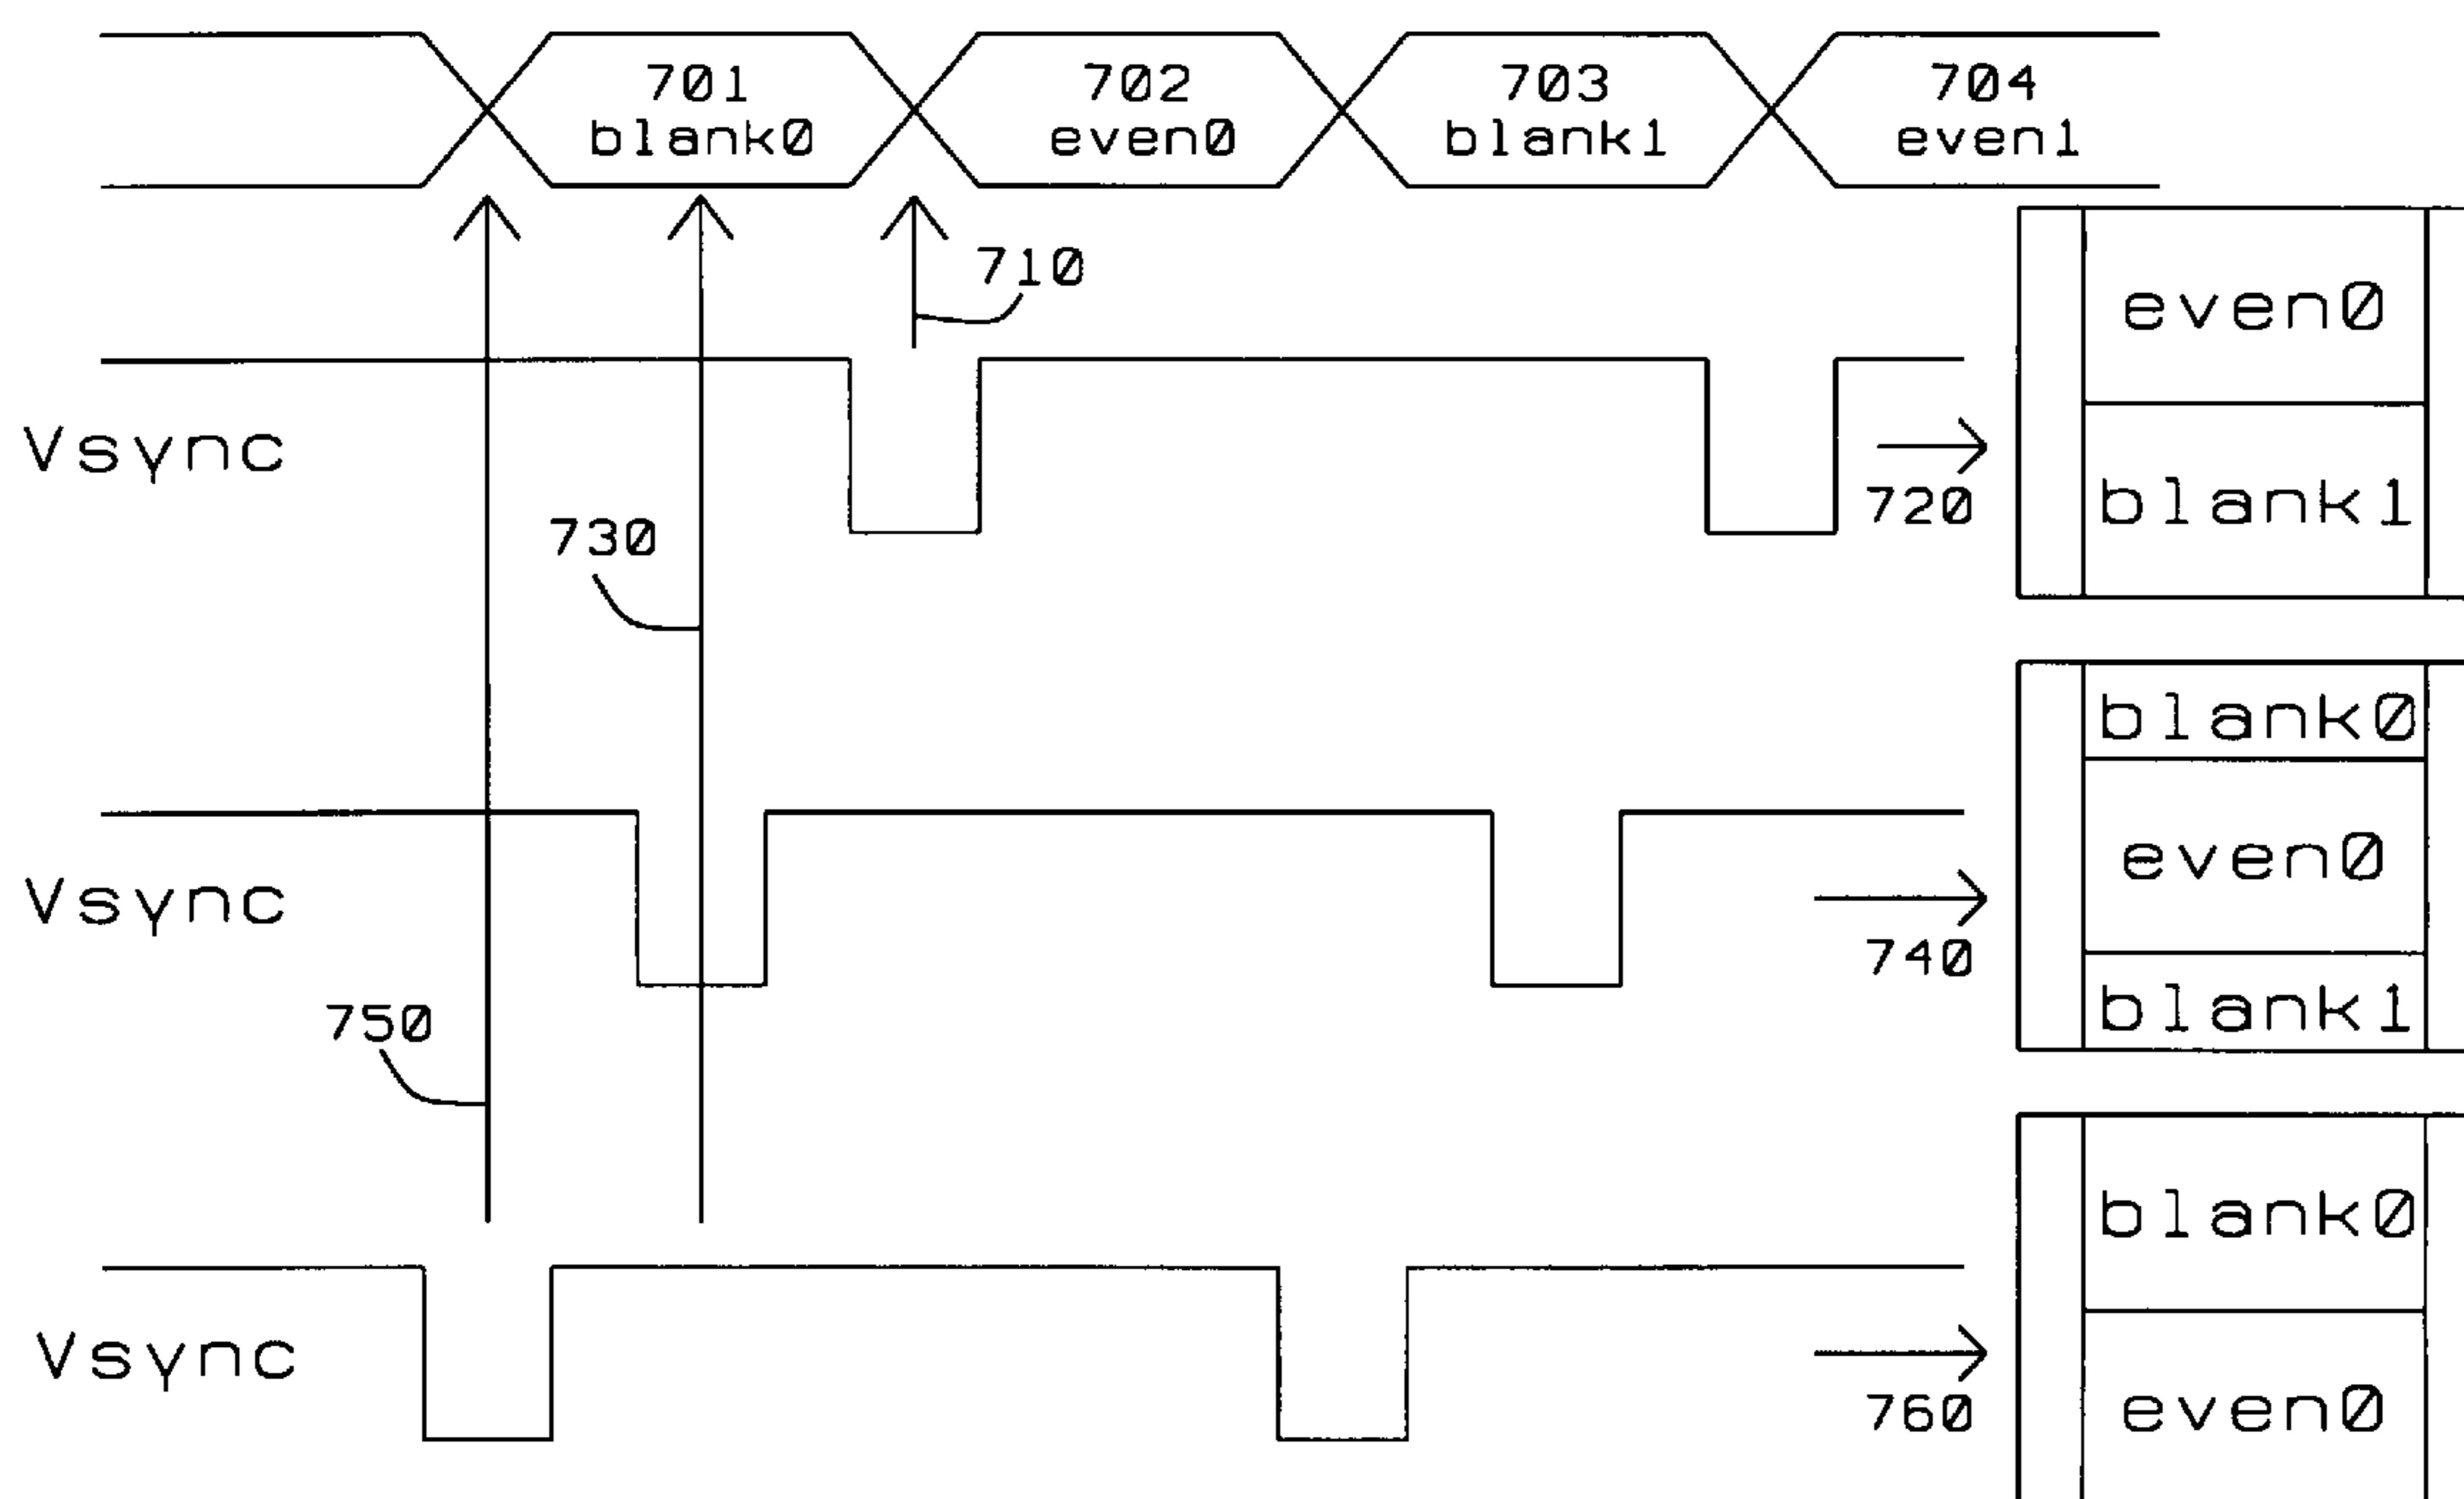 701 702 703 704
blank0 even0 blank1 even1
710
even0
Vsync
720
blank1
730
blank0
even0
Vsync
740
blank1
750
blank0
Vsync
760
even0